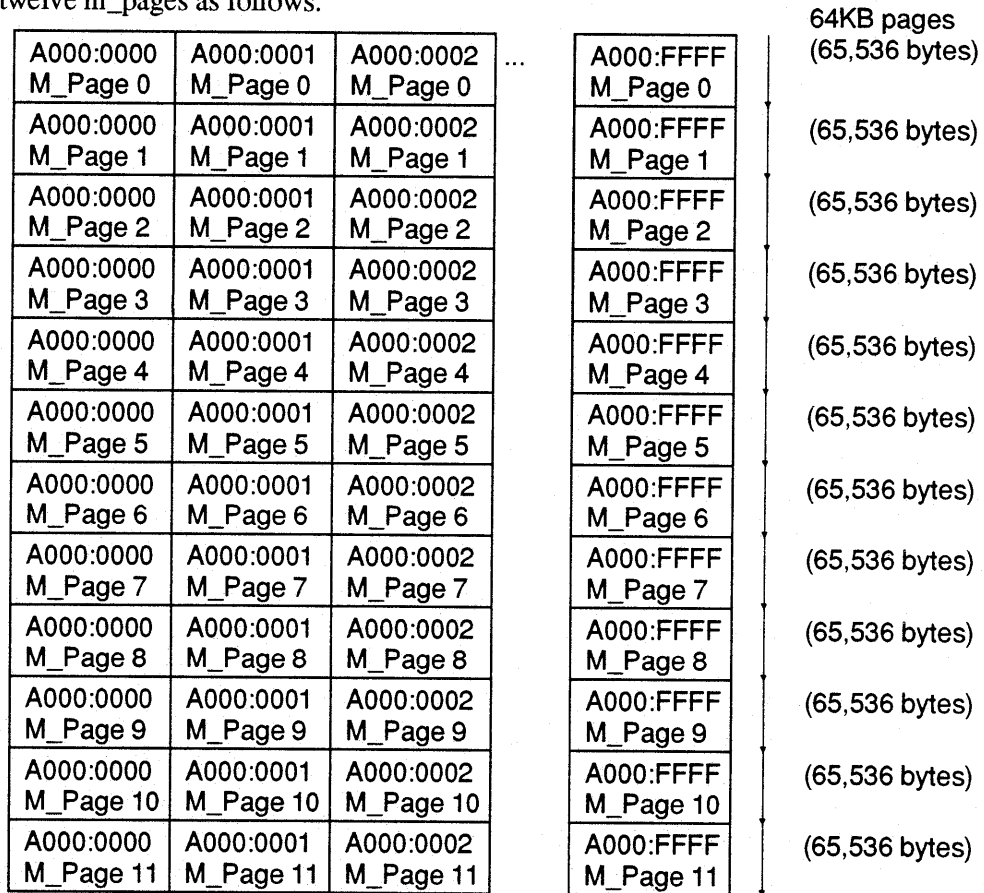 twelve m_pages as follows.
64KB pages
A000:0000 A000:0001 A000:0002 ... A000:FFFF (65,536 bytes)
M_Page 0 M_Page 0 M_Page 0 M_Page 0
A000:0000 A000:0001 A000:0002 A000:FFFF (65,536 bytes)
M_Page 1 M_Page 1 M_Page 1 M_Page 1
A000:0000 A000:0001 A000:0002 A000:FFFF (65,536 bytes)
M_Page 2 M_Page 2 M_Page 2 M_Page 2
A000:0000 A000:0001 A000:0002 A000:FFFF (65,536 bytes)
M_Page 3 M_Page 3 M_Page 3 M_Page 3
A000:0000 A000:0001 A000:0002 A000:FFFF (65,536 bytes)
M_Page 4 M_Page 4 M_Page 4 M_Page 4
A000:0000 A000:0001 A000:0002 A000:FFFF (65,536 bytes)
M_Page 5 M_Page 5 M_Page 5 M_Page 5
A000:0000 A000:0001 A000:0002 A000:FFFF (65,536 bytes)
M_Page 6 M_Page 6 M_Page 6 M_Page 6
A000:0000 A000:0001 A000:0002 A000:FFFF (65,536 bytes)
M_Page 7 M_Page 7 M_Page 7 M_Page 7
A000:0000 A000:0001 A000:0002 A000:FFFF (65,536 bytes)
M_Page 8 M_Page 8 M_Page 8 M_Page 8
A000:0000 A000:0001 A000:0002 A000:FFFF (65,536 bytes)
M_Page 9 M_Page 9 M_Page 9 M_Page 9
A000:0000 A000:0001 A000:0002 A000:FFFF (65,536 bytes)
M_Page 10 M_Page 10 M_Page 10 M_Page 10
A000:0000 A000:0001 A000:0002 A000:FFFF (65,536 bytes)
M_Page 11 M_Page 11 M_Page 11 M_Page 11